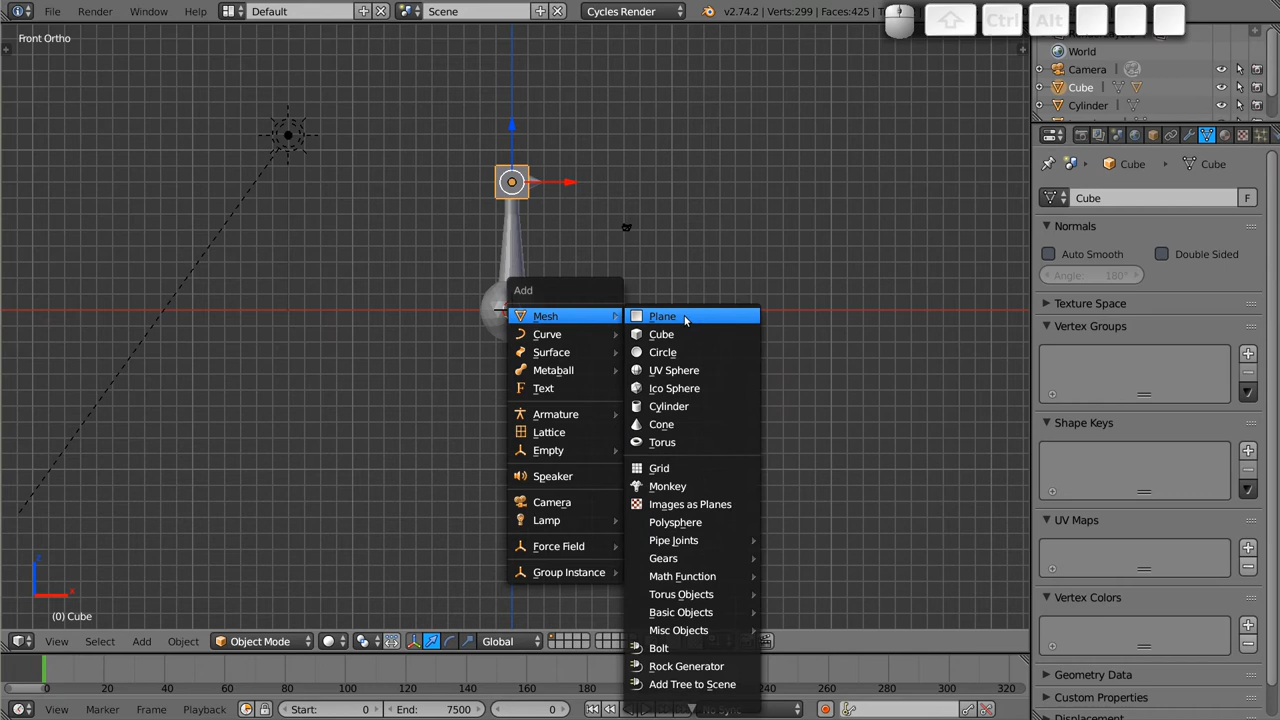 File Render Window Help Default Scene Cycles Render v2.74.2 | Verts:299 | Faces:425 | T
Ctrl Alt
Front Ortho
World
Camera
Cube
Cylinder
Cube Cube
Cube F
Normals
Auto Smooth Double Sided
Angle: 180°
Texture Space
Vertex Groups
Shape Keys
UV Maps
Vertex Colors
Geometry Data
Custom Properties
Displacement
Add
Mesh
Curve
Surface
Metaball
Text
Armature
Lattice
Empty
Speaker
Camera
Lamp
Force Field
Group Instance
Plane
Cube
Circle
UV Sphere
Ico Sphere
Cylinder
Cone
Torus
Grid
Monkey
Images as Planes
Polysphere
Pipe Joints
Gears
Math Function
Torus Objects
Basic Objects
Misc Objects
Bolt
Rock Generator
Add Tree to Scene
z
x
(0) Cube
View Select Add Object Object Mode Global
0 20 40 60 80 100 120 140 160 180 240 260 280 300 320
View Marker Frame Playback Start: 0 End: 7500 0 No Sync